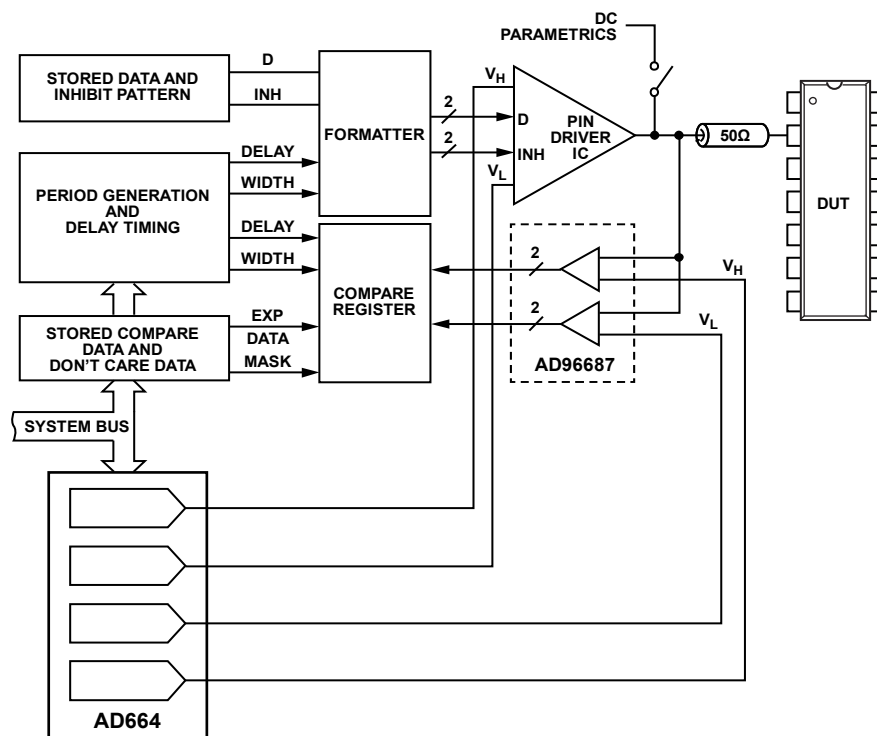 DC
PARAMETRICS
STORED DATA AND
INHIBIT PATTERN
D
INH
FORMATTER
2
2
VH
D
INH
VL
PIN
DRIVER
IC
50Ω
DUT
PERIOD GENERATION
AND
DELAY TIMING
DELAY
WIDTH
DELAY
WIDTH
COMPARE
REGISTER
2
2
VH
VL
AD96687
STORED COMPARE
DATA AND
DON'T CARE DATA
EXP
DATA
MASK
SYSTEM BUS
AD664